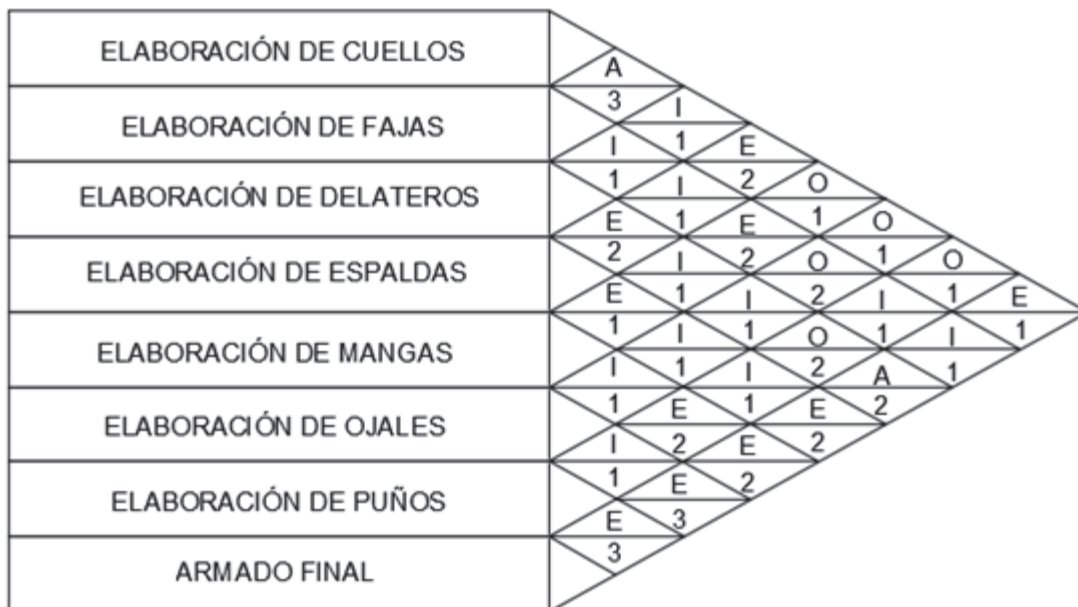 ELABORACIÓN DE CUELLOS
A
3 I
ELABORACIÓN DE FAJAS
I 1 E
1 I 2 O
ELABORACIÓN DE DELATEROS
E 1 E 1 O
2 I 2 O 1 O
ELABORACIÓN DE ESPALDAS
E 1 I 2 I 1 E
1 I 1 O 1 I 1
ELABORACIÓN DE MANGAS
I 1 I 2 A 1
1 E 1 E 2
ELABORACIÓN DE OJALES
I 2 E 2
1 E 2
ELABORACIÓN DE PUÑOS
E 3
3
ARMADO FINAL